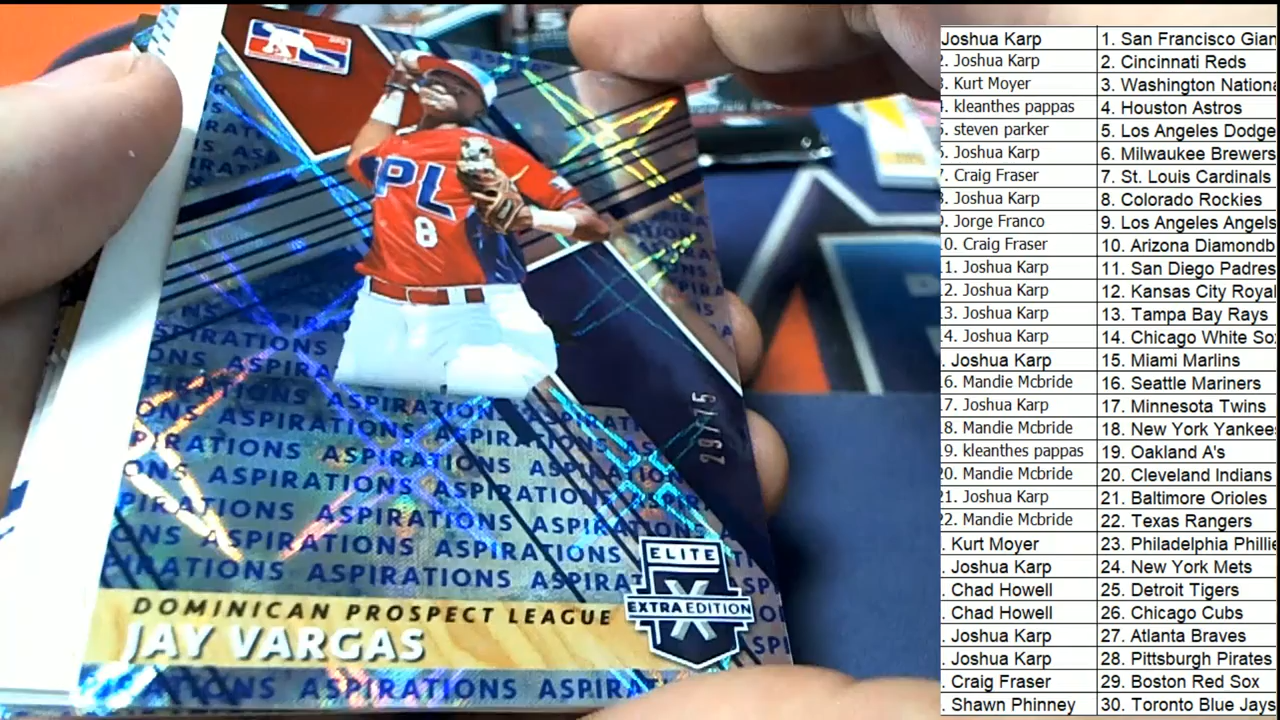 DPL
8
ASPIRATIONS
ASPIRATIONS
ASPIRATIONS
ASPIRATIONS
ASPIRATIONS
ASPIRATIONS
29/75
ELITE
EXTRA EDITION
X
DOMINICAN PROSPECT LEAGUE
JAY VARGAS
ASPIRATIONS
Joshua Karp 1. San Francisco Gian
2. Joshua Karp 2. Cincinnati Reds
3. Kurt Moyer 3. Washington Nationa
4. kleanthes pappas 4. Houston Astros
5. steven parker 5. Los Angeles Dodge
6. Joshua Karp 6. Milwaukee Brewers
7. Craig Fraser 7. St. Louis Cardinals
8. Joshua Karp 8. Colorado Rockies
9. Jorge Franco 9. Los Angeles Angels
10. Craig Fraser 10. Arizona Diamondb
11. Joshua Karp 11. San Diego Padres
12. Joshua Karp 12. Kansas City Royal
13. Joshua Karp 13. Tampa Bay Rays
14. Joshua Karp 14. Chicago White So
. Joshua Karp 15. Miami Marlins
16. Mandie Mcbride 16. Seattle Mariners
17. Joshua Karp 17. Minnesota Twins
18. Mandie Mcbride 18. New York Yankee
19. kleanthes pappas 19. Oakland A's
20. Mandie Mcbride 20. Cleveland Indians
21. Joshua Karp 21. Baltimore Orioles
22. Mandie Mcbride 22. Texas Rangers
. Kurt Moyer 23. Philadelphia Phillie
. Joshua Karp 24. New York Mets
. Chad Howell 25. Detroit Tigers
. Chad Howell 26. Chicago Cubs
. Joshua Karp 27. Atlanta Braves
. Joshua Karp 28. Pittsburgh Pirates
. Craig Fraser 29. Boston Red Sox
. Shawn Phinney 30. Toronto Blue Jays